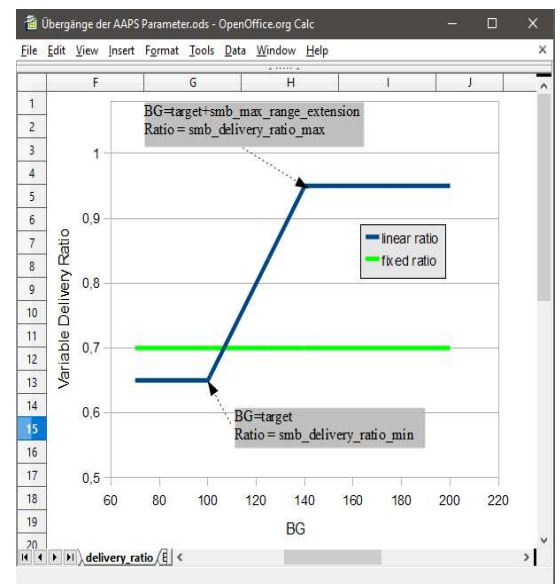 Übergänge der AAPS Parameter.ods - OpenOffice.org Calc
File Edit View Insert Format Tools Data Window Help
F G H I J
1
2
3
4
5
6
7
8
9
10
11
12
13
14
15
16
17
18
19
20
BG=target+smb_max_range_extension
Ratio = smb_delivery_ratio_max
1
0,9
0,8
0,7
0,6
0,5
Variable Delivery Ratio
linear ratio
fixed ratio
BG=target
Ratio = smb_delivery_ratio_min
60 80 100 120 140 160 180 200 220
BG
delivery_ratio